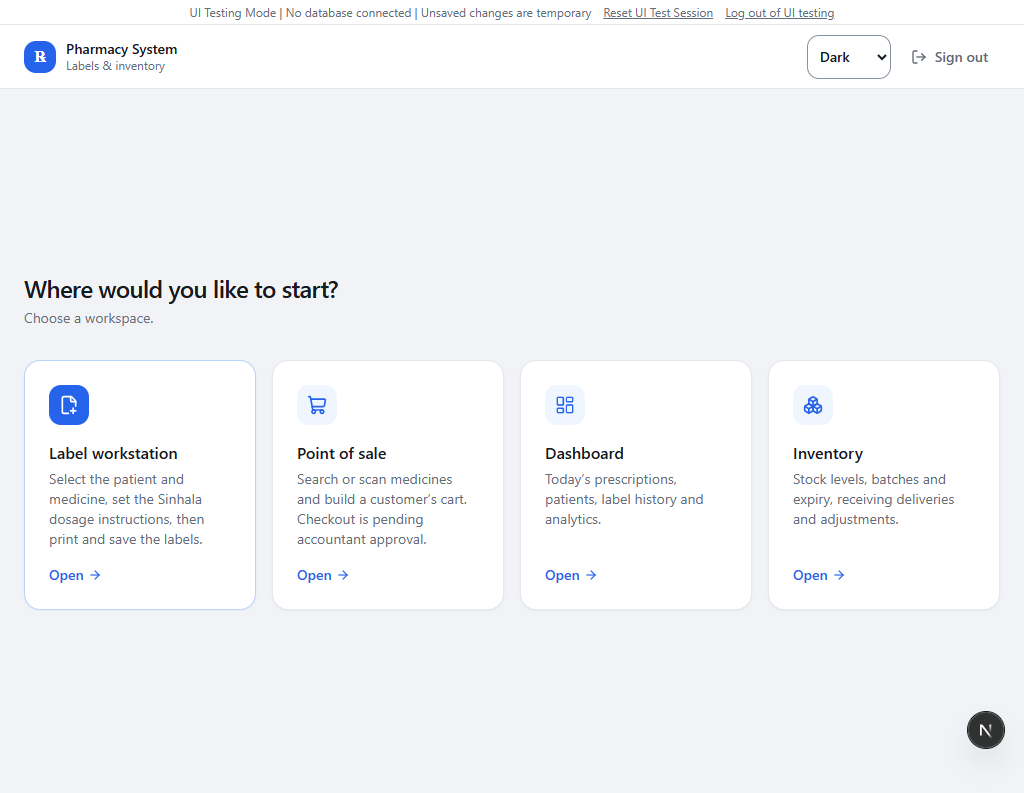 UI Testing Mode | No database connected | Unsaved changes are temporary Reset UI Test Session Log out of UI testing
R
Pharmacy System
Labels & inventory
Dark
Sign out
Where would you like to start?
Choose a workspace.
Label workstation
Select the patient and
medicine, set the Sinhala
dosage instructions, then
print and save the labels.
Open →
Point of sale
Search or scan medicines
and build a customer's cart.
Checkout is pending
accountant approval.
Open →
Dashboard
Today's prescriptions,
patients, label history and
analytics.
Open →
Inventory
Stock levels, batches and
expiry, receiving deliveries
and adjustments.
Open →
N